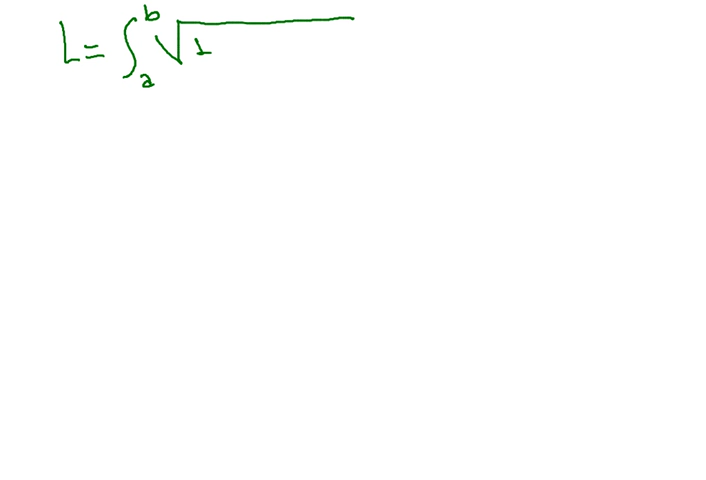 L = ∫_a^b √1